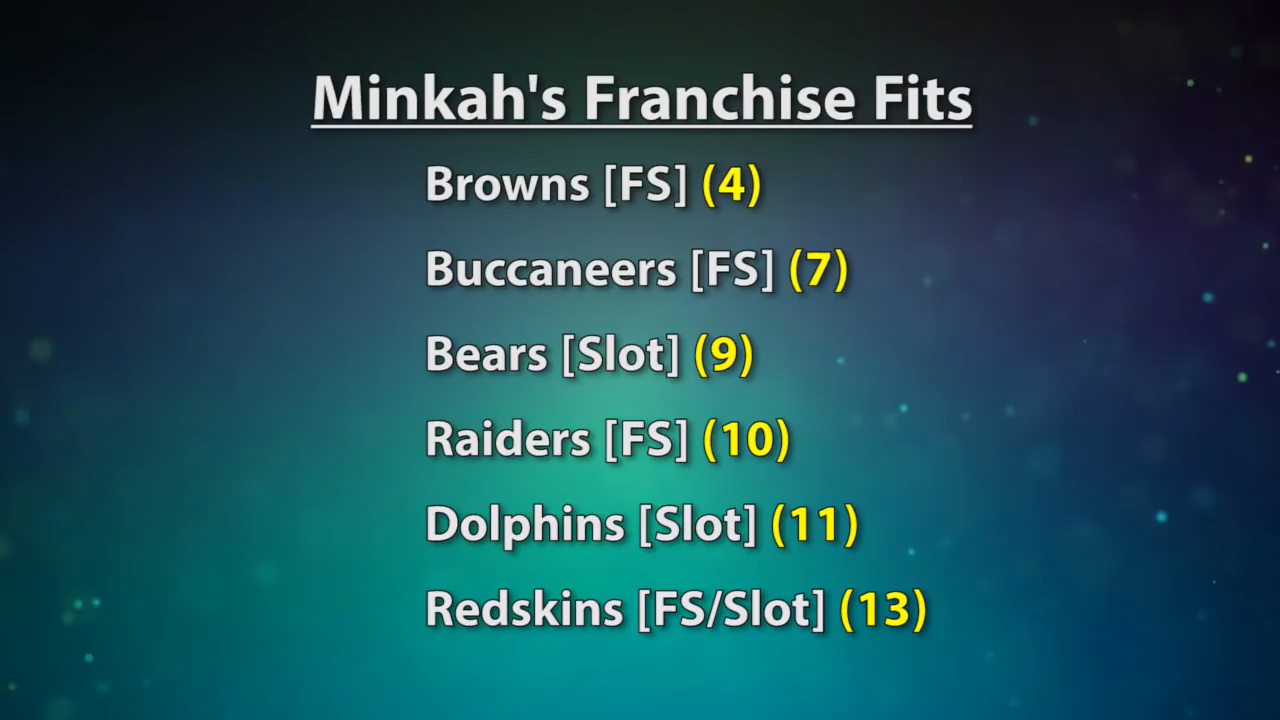 Minkah's Franchise Fits
Browns [FS] (4)
Buccaneers [FS] (7)
Bears [Slot] (9)
Raiders [FS] (10)
Dolphins [Slot] (11)
Redskins [FS/Slot] (13)